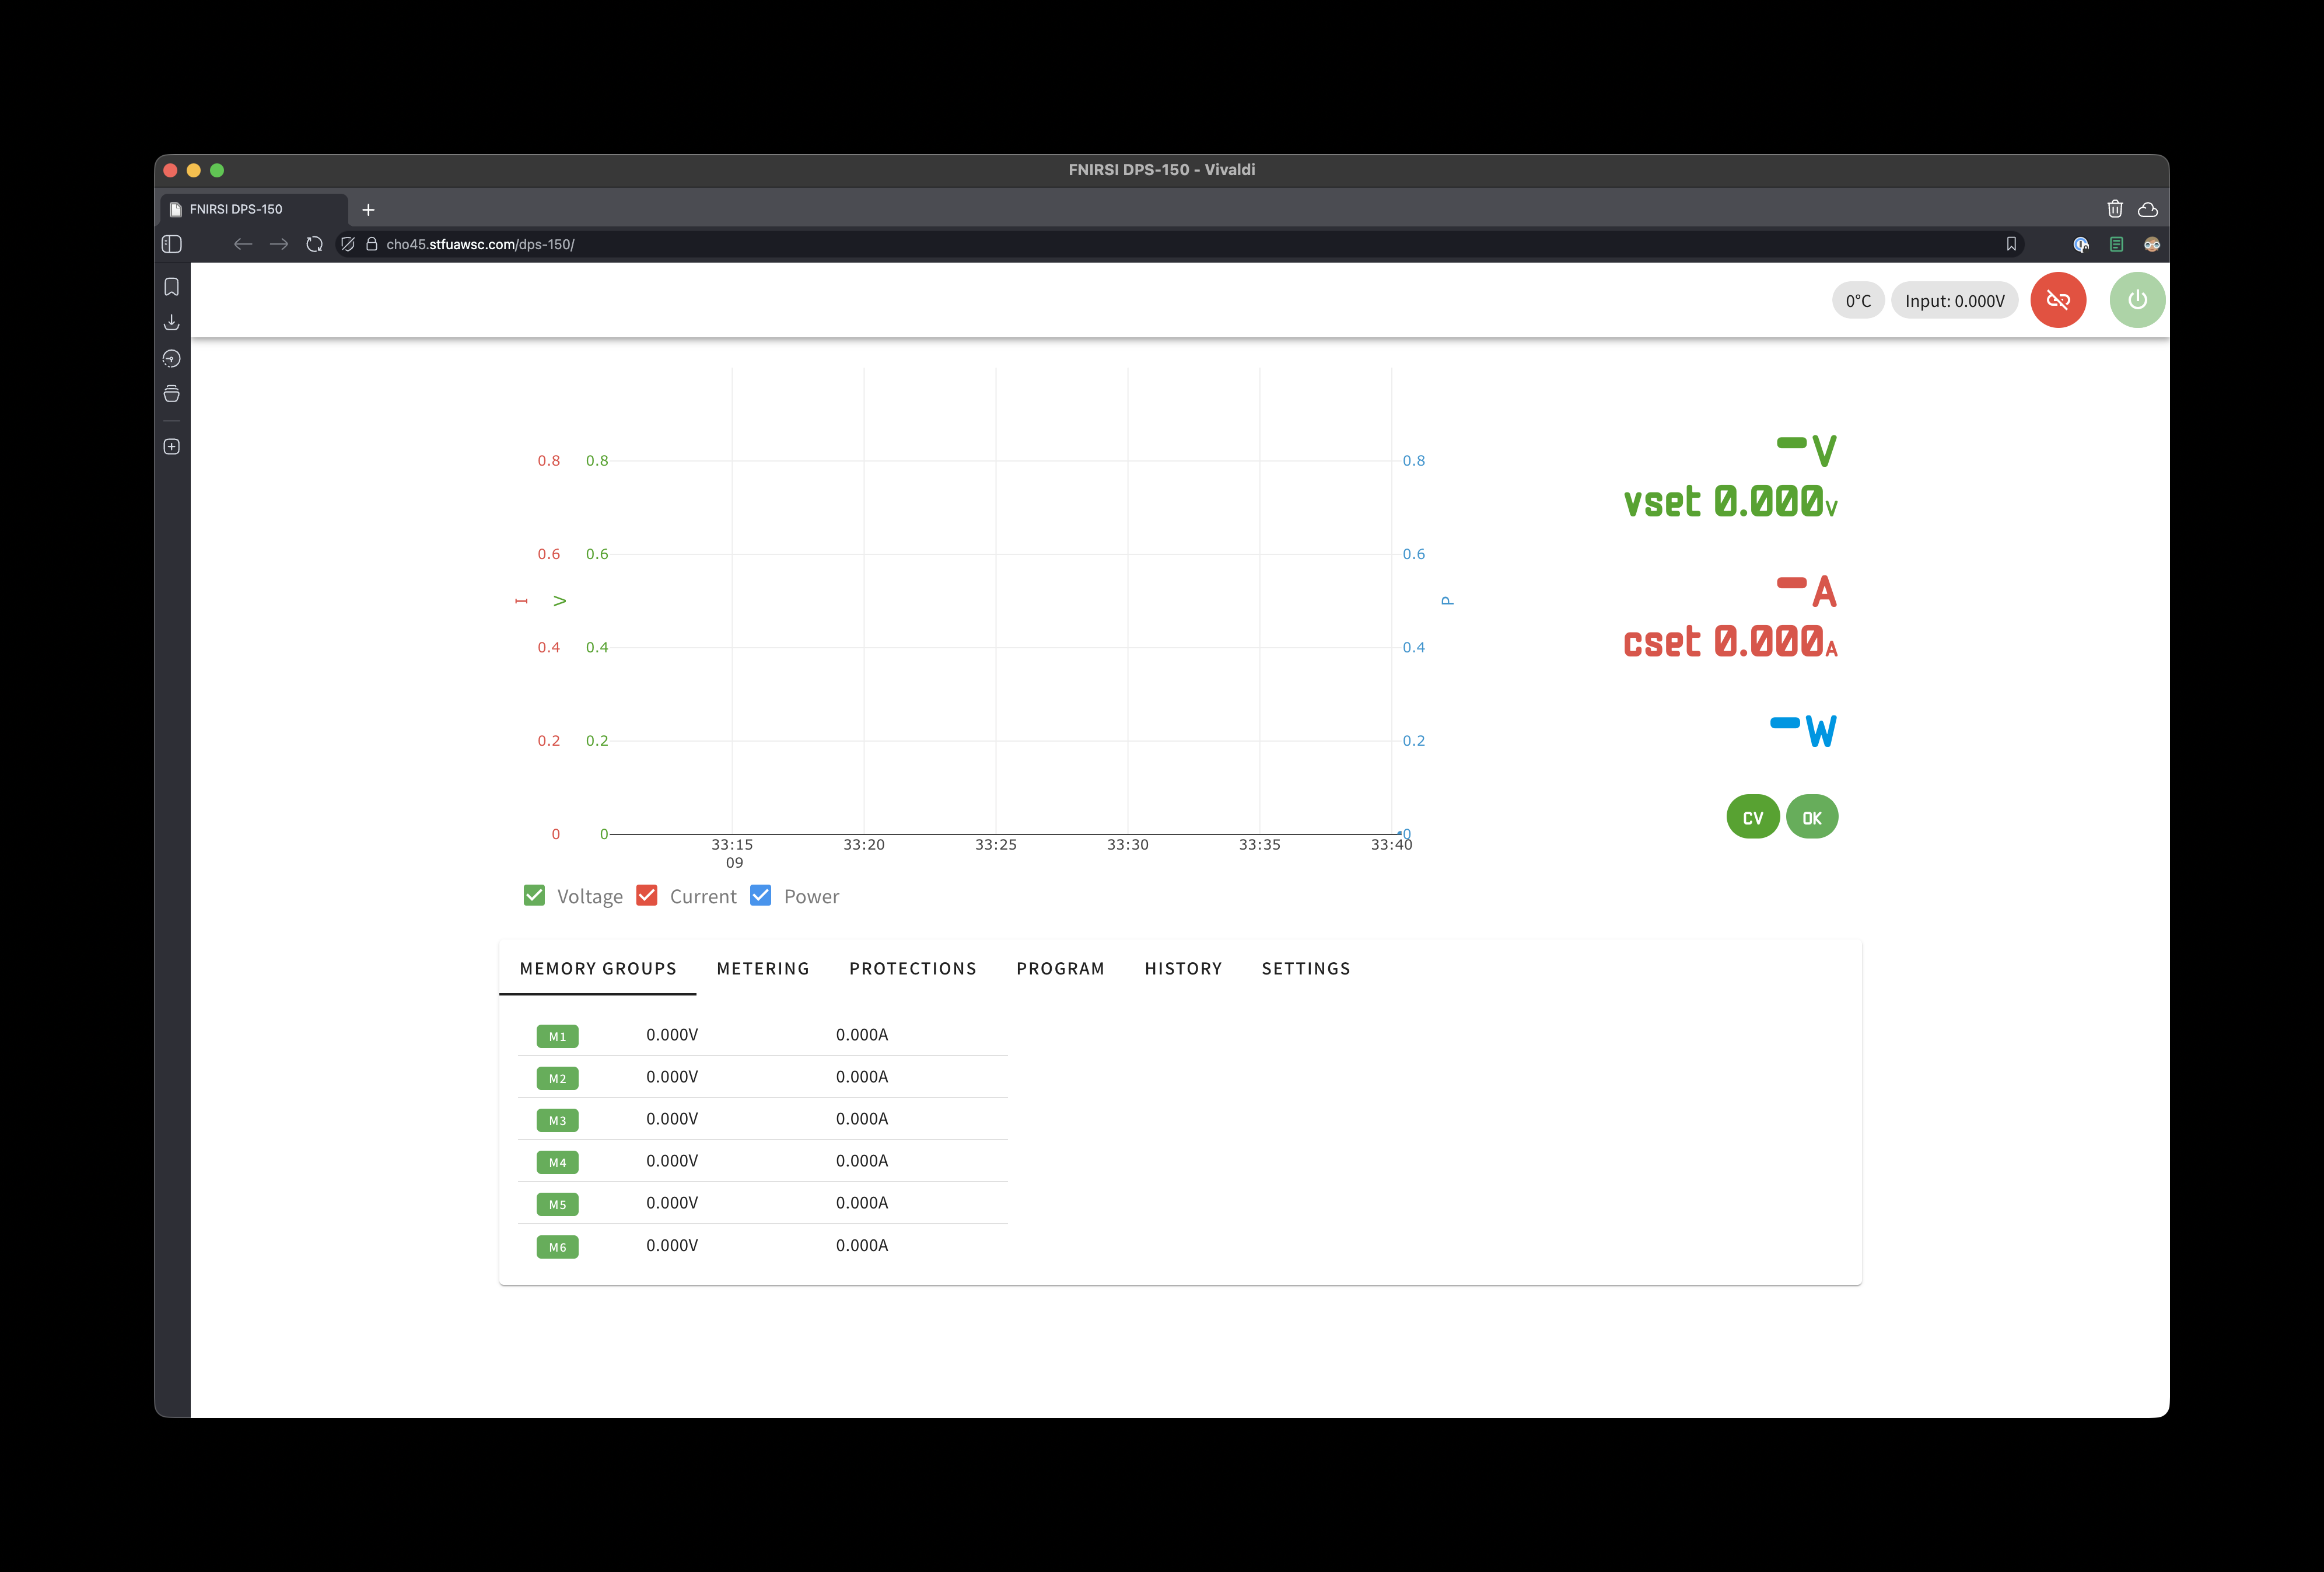 FNIRSI DPS-150 - Vivaldi
FNIRSI DPS-150
cho45.stfuawsc.com/dps-150/
0°C
Input: 0.000V
0.8 0.8 0.8
0.6 0.6 0.6
I V P
0.4 0.4 0.4
0.2 0.2 0.2
0 0 0
33:15 33:20 33:25 33:30 33:35 33:40
09
Voltage Current Power
-V
vset 0.000V
-A
cset 0.000A
-W
CV OK
MEMORY GROUPS METERING PROTECTIONS PROGRAM HISTORY SETTINGS
M1 0.000V 0.000A
M2 0.000V 0.000A
M3 0.000V 0.000A
M4 0.000V 0.000A
M5 0.000V 0.000A
M6 0.000V 0.000A